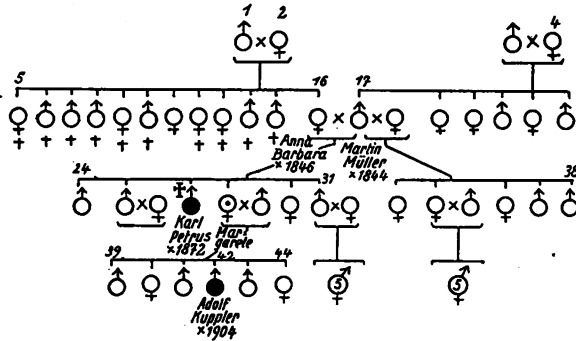 1 2 4
5 16 17
Anna
Barbara
×1846
Martin
Müller
×1844
24 31 38
Karl
Petrus
×1872
Mar-
garete
39 42 44
5 5
Adolf
Kuppler
×1904